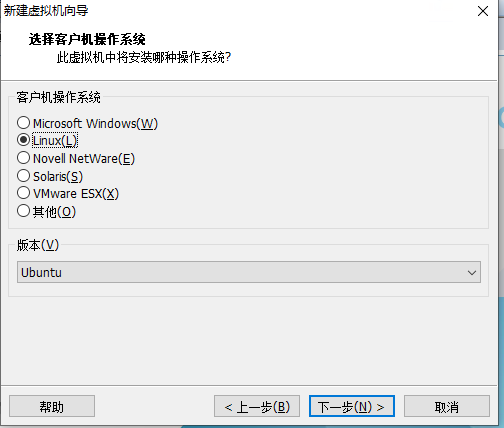 新建虚拟机向导
选择客户机操作系统
此虚拟机中将安装哪种操作系统?
客户机操作系统
Microsoft Windows(W)
Linux(L)
Novell NetWare(E)
Solaris(S)
VMware ESX(X)
其他(O)
版本(V)
Ubuntu
帮助
< 上一步(B)
下一步(N) >
取消